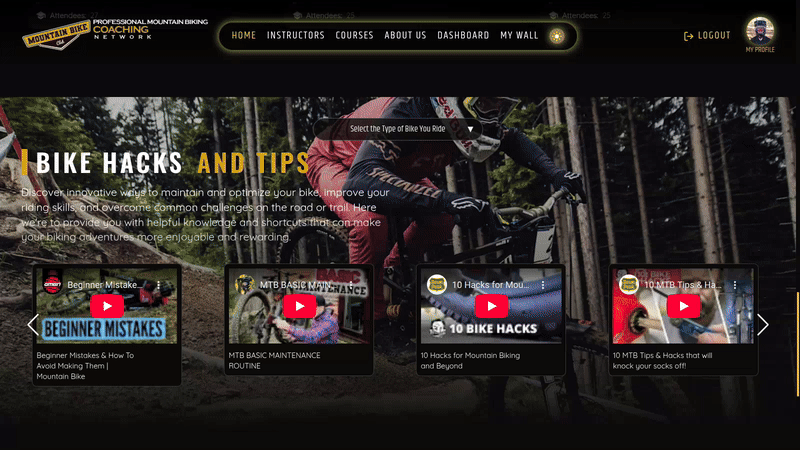 Attendees: 25
Attendees: 25
PROFESSIONAL MOUNTAIN BIKING
COACHING
NETWORK
MOUNTAIN BIKE
Club
HOME
INSTRUCTORS
COURSES
ABOUT US
DASHBOARD
MY WALL
LOGOUT
MY PROFILE
Select the Type of Bike You Ride
BIKE HACKS AND TIPS
Discover innovative ways to maintain and optimize your bike, improve your
riding skills, and overcome common challenges on the road or trail. Here
we're to provide you with helpful knowledge and shortcuts that can make
your biking adventures more enjoyable and rewarding.
Beginner Mistake...
BEGINNER MISTAKES
Beginner Mistakes & How To
Avoid Making Them |
Mountain Bike
MTB BASIC MAIN...
MTB BASIC MAINTENANCE
ROUTINE
10 Hacks for Mou...
10 BIKE HACKS
10 Hacks for Mountain Biking
and Beyond
10 MTB Tips & Ha...
10 MTB Tips & Hacks that will
knock your socks off!